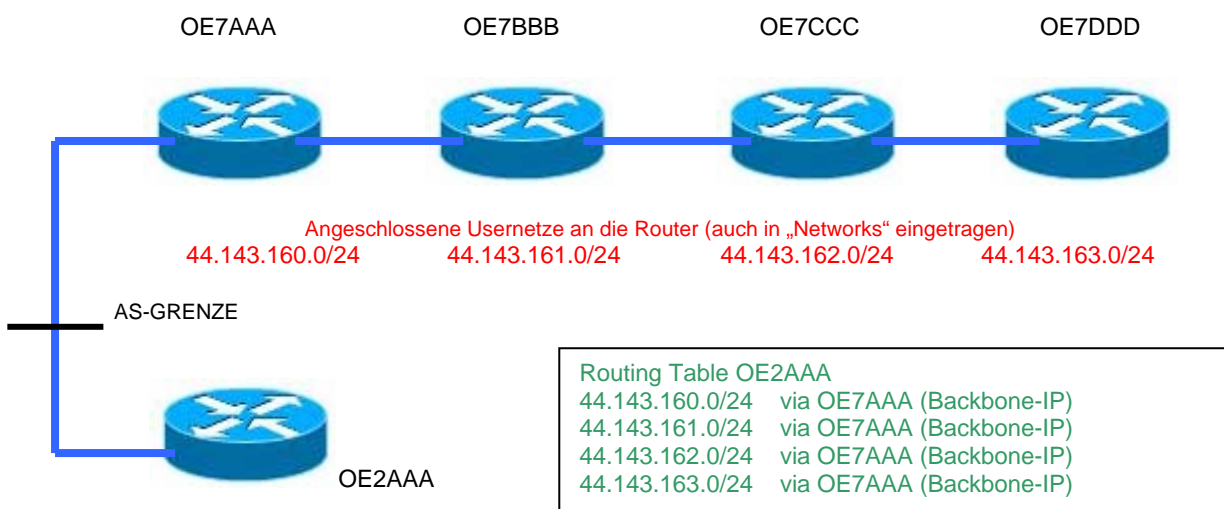 OE7AAA OE7BBB OE7CCC OE7DDD
Angeschlossene Usernetze an die Router (auch in „Networks“ eingetragen)
44.143.160.0/24 44.143.161.0/24 44.143.162.0/24 44.143.163.0/24
AS-GRENZE
OE2AAA
Routing Table OE2AAA
44.143.160.0/24 via OE7AAA (Backbone-IP)
44.143.161.0/24 via OE7AAA (Backbone-IP)
44.143.162.0/24 via OE7AAA (Backbone-IP)
44.143.163.0/24 via OE7AAA (Backbone-IP)